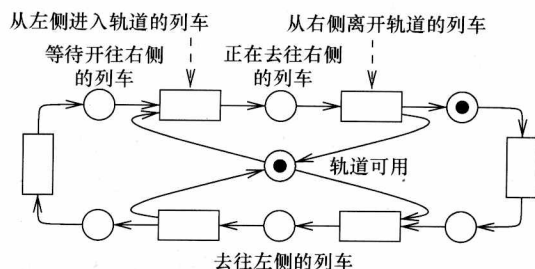 从左侧进入轨道的列车
从右侧离开轨道的列车
等待开往右侧
的列车
正在去往右侧
的列车
轨道可用
去往左侧的列车